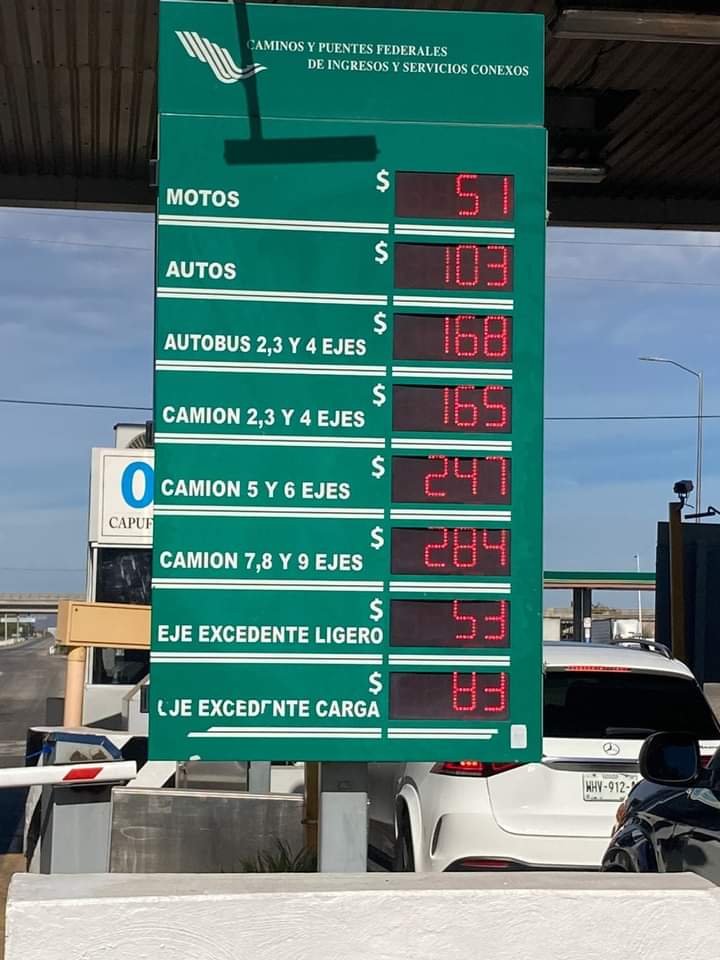 CAMINOS Y PUENTES FEDERALES
DE INGRESOS Y SERVICIOS CONEXOS
MOTOS $ 51
AUTOS $ 103
AUTOBUS 2,3 Y 4 EJES $ 168
CAMION 2,3 Y 4 EJES $ 165
CAMION 5 Y 6 EJES $ 247
CAMION 7,8 Y 9 EJES $ 284
EJE EXCEDENTE LIGERO $ 53
EJE EXCEDENTE CARGA $ 83
0
CAPUF
WHV-912-